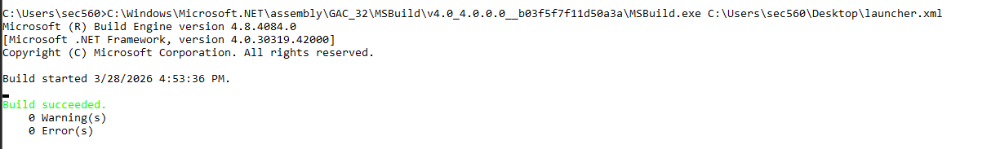 C:\Users\sec560>C:\Windows\Microsoft.NET\assembly\GAC_32\MSBuild\v4.0_4.0.0.0__b03f5f7f11d50a3a\MSBuild.exe C:\Users\sec560\Desktop\launcher.xml
Microsoft (R) Build Engine version 4.8.4084.0
[Microsoft .NET Framework, version 4.0.30319.42000]
Copyright (C) Microsoft Corporation. All rights reserved.
Build started 3/28/2026 4:53:36 PM.
Build succeeded.
    0 Warning(s)
    0 Error(s)